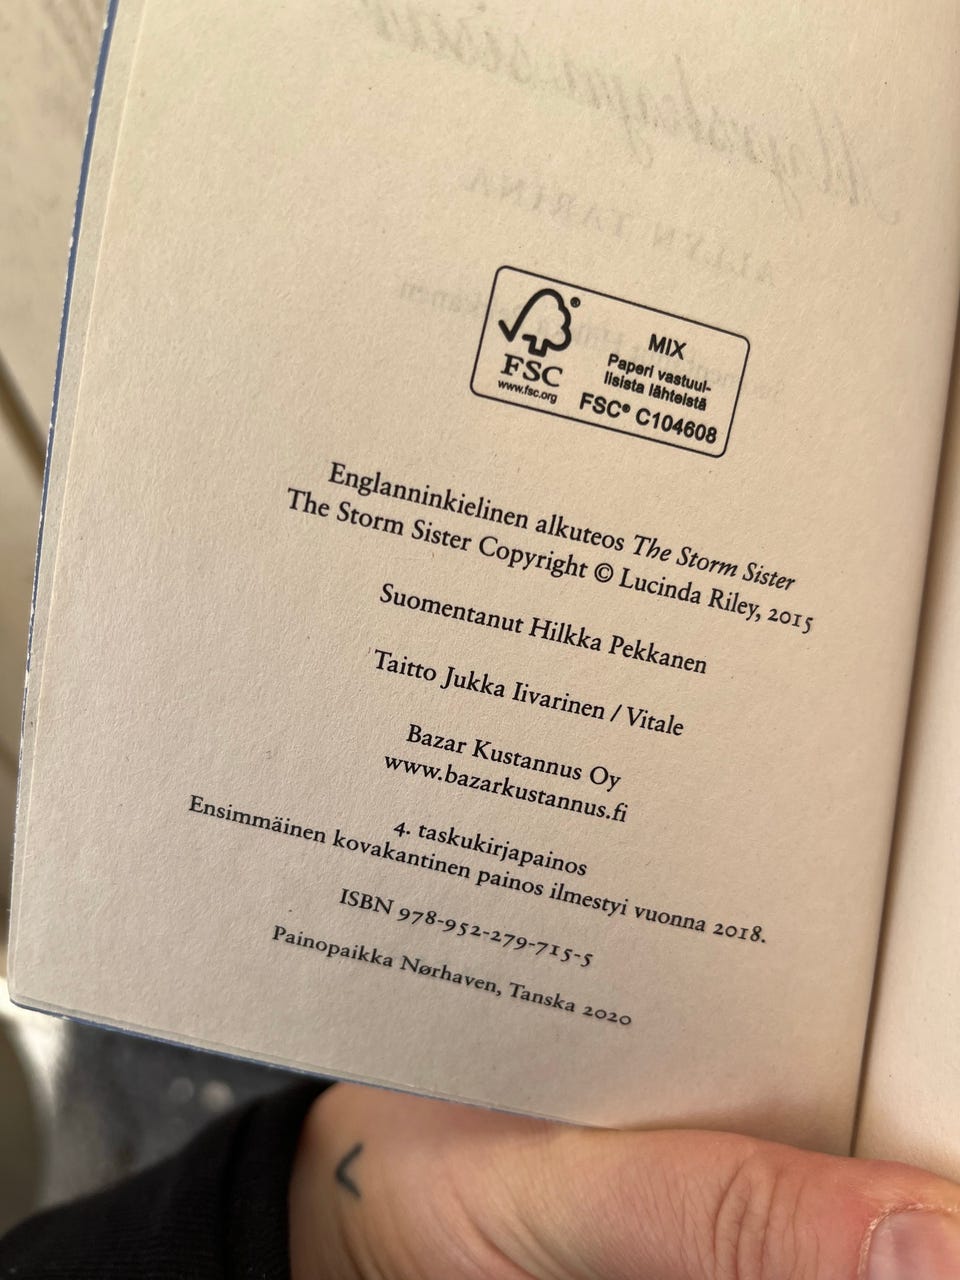 MIX
Paperi vastuul-
lisista lähteistä
FSC® C104608
®
FSC
www.fsc.org
Englanninkielinen alkuteos The Storm Sister
The Storm Sister Copyright © Lucinda Riley, 2015
Suomentanut Hilkka Pekkanen
Taitto Jukka Iivarinen / Vitale
Bazar Kustannus Oy
www.bazarkustannus.fi
4. taskukirjapainos
Ensimmäinen kovakantinen painos ilmestyi vuonna 2018.
ISBN 978-952-279-715-5
Painopaikka Nørhaven, Tanska 2020